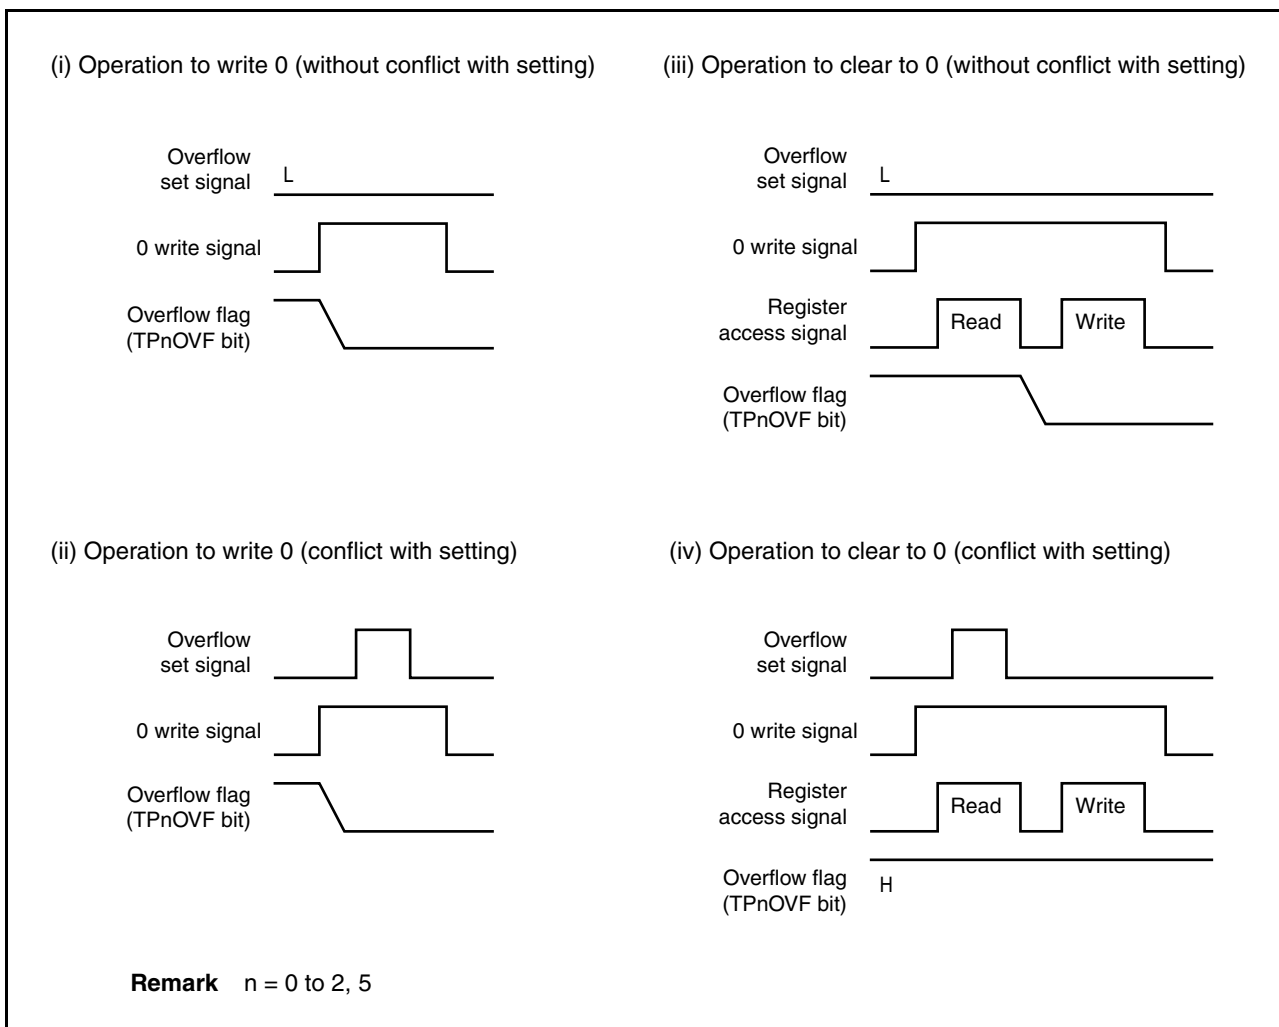 (i) Operation to write 0 (without conflict with setting)
Overflow
set signal
L
0 write signal
Overflow flag
(TPnOVF bit)
(iii) Operation to clear to 0 (without conflict with setting)
Overflow
set signal
L
0 write signal
Register
access signal
Read
Write
Overflow flag
(TPnOVF bit)
(ii) Operation to write 0 (conflict with setting)
Overflow
set signal
0 write signal
Overflow flag
(TPnOVF bit)
(iv) Operation to clear to 0 (conflict with setting)
Overflow
set signal
0 write signal
Register
access signal
Read
Write
Overflow flag
(TPnOVF bit)
H
Remark n = 0 to 2, 5